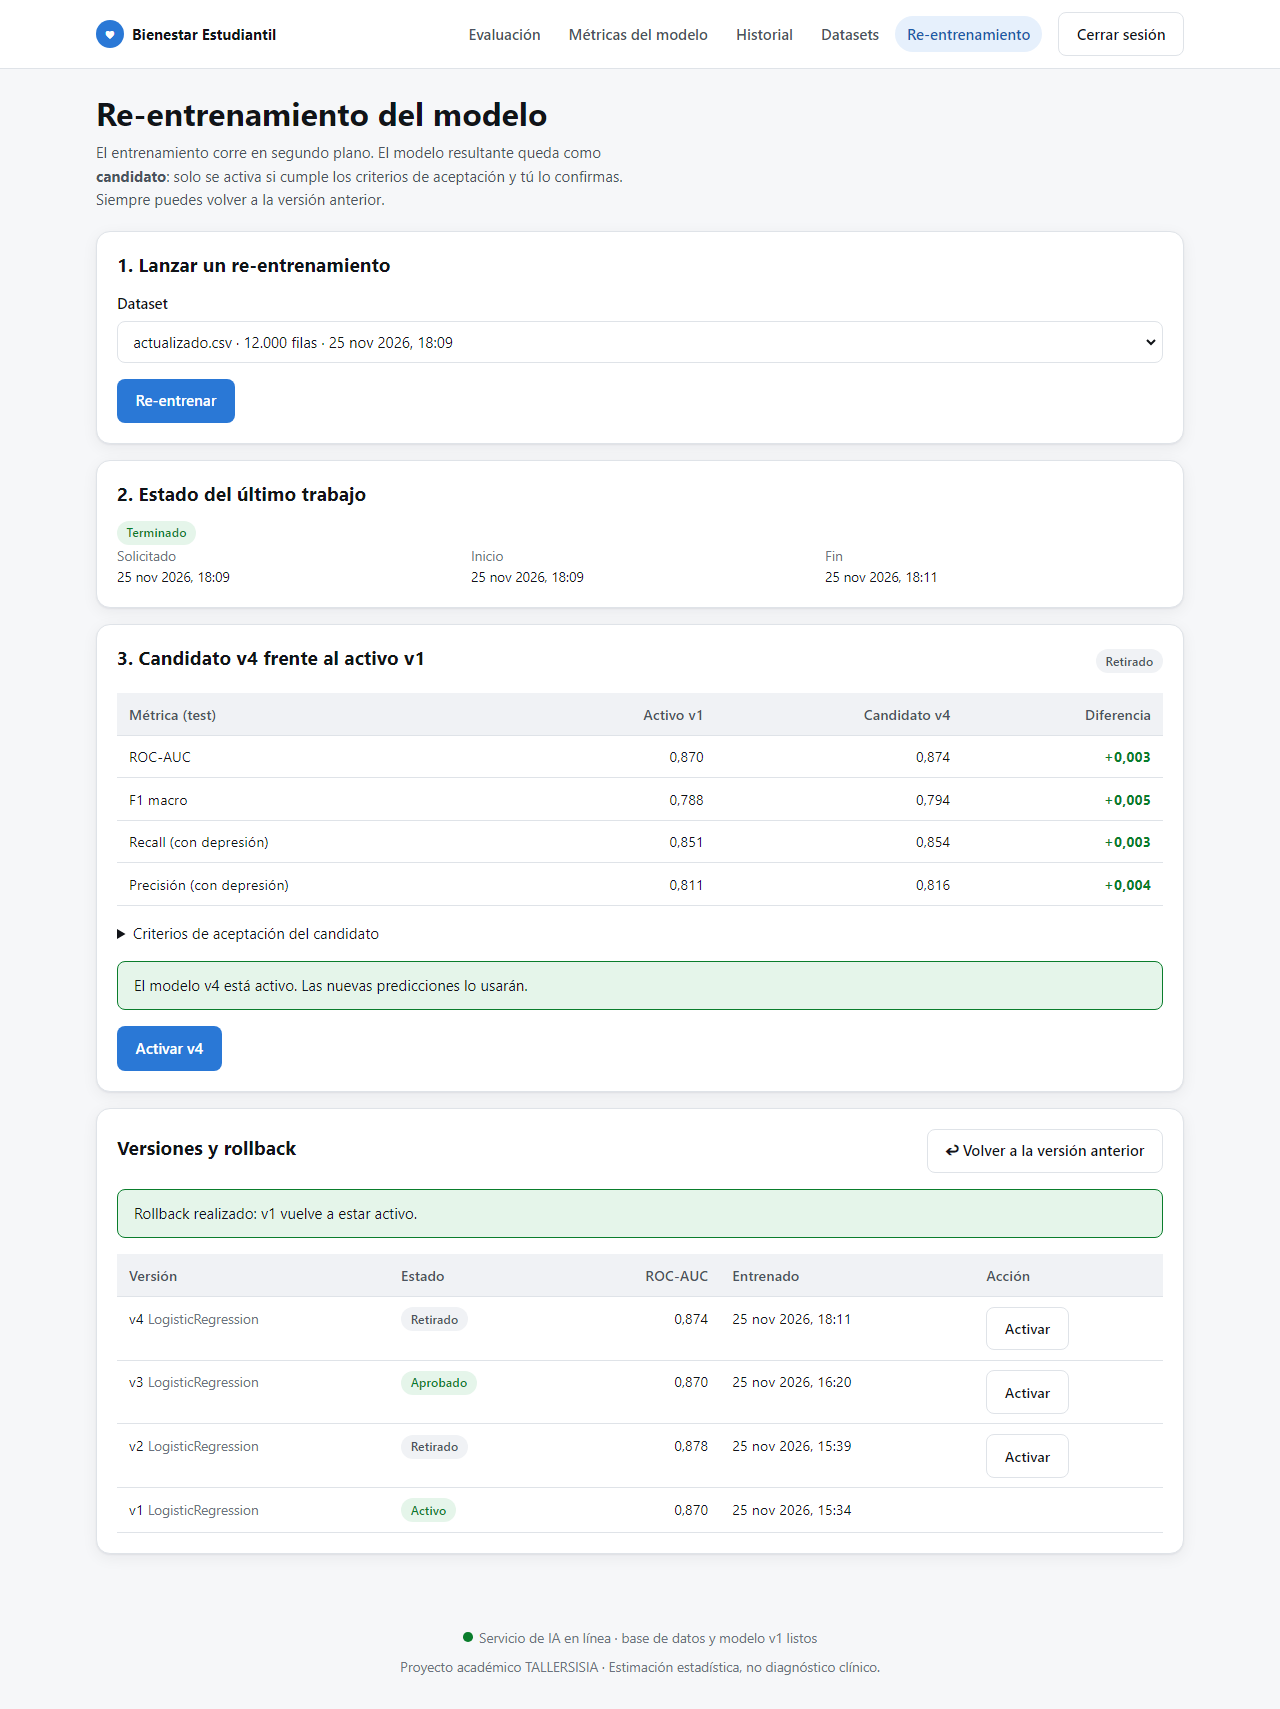 Bienestar Estudiantil
Evaluación
Métricas del modelo
Historial
Datasets
Re-entrenamiento
Cerrar sesión
Re-entrenamiento del modelo
El entrenamiento corre en segundo plano. El modelo resultante queda como
candidato: solo se activa si cumple los criterios de aceptación y tú lo confirmas.
Siempre puedes volver a la versión anterior.
1. Lanzar un re-entrenamiento
Dataset
actualizado.csv · 12.000 filas · 25 nov 2026, 18:09
Re-entrenar
2. Estado del último trabajo
Terminado
Solicitado Inicio Fin
25 nov 2026, 18:09 25 nov 2026, 18:09 25 nov 2026, 18:11
3. Candidato v4 frente al activo v1
Retirado
Métrica (test) Activo v1 Candidato v4 Diferencia
ROC-AUC 0,870 0,874 +0,003
F1 macro 0,788 0,794 +0,005
Recall (con depresión) 0,851 0,854 +0,003
Precisión (con depresión) 0,811 0,816 +0,004
Criterios de aceptación del candidato
El modelo v4 está activo. Las nuevas predicciones lo usarán.
Activar v4
Versiones y rollback
↩ Volver a la versión anterior
Rollback realizado: v1 vuelve a estar activo.
Versión Estado ROC-AUC Entrenado Acción
v4 LogisticRegression Retirado 0,874 25 nov 2026, 18:11 Activar
v3 LogisticRegression Aprobado 0,870 25 nov 2026, 16:20 Activar
v2 LogisticRegression Retirado 0,878 25 nov 2026, 15:39 Activar
v1 LogisticRegression Activo 0,870 25 nov 2026, 15:34
Servicio de IA en línea · base de datos y modelo v1 listos
Proyecto académico TALLERSISIA · Estimación estadística, no diagnóstico clínico.